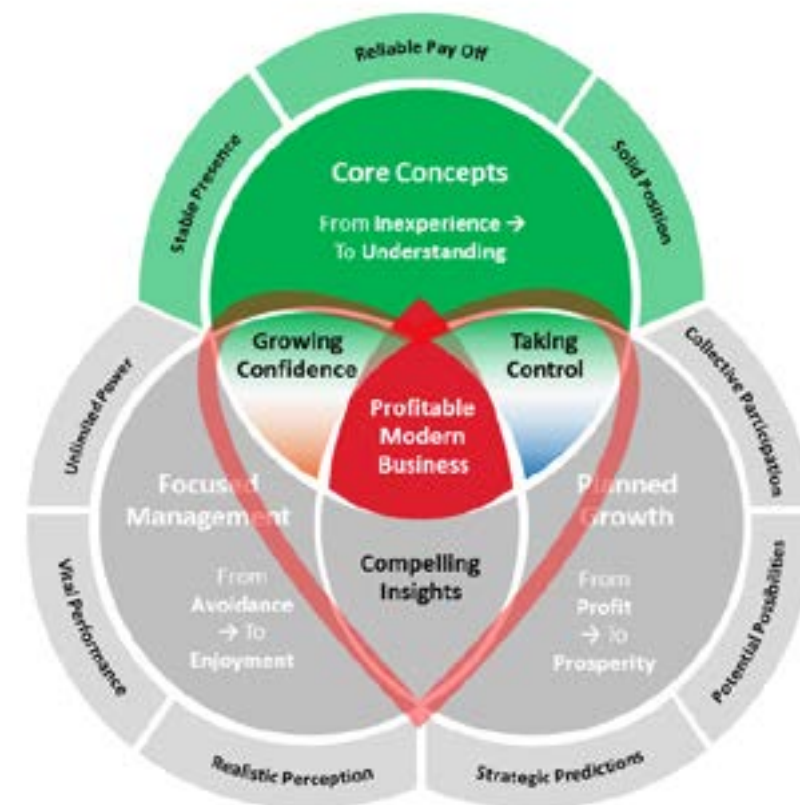 Reliable Pay Off
Stable Presence
Solid Position
Core Concepts
From Inexperience →
To Understanding
Growing
Confidence
Taking
Control
Profitable
Modern
Business
Unlimited Power
Collective Participation
Focused
Management
Planned
Growth
Compelling
Insights
From
Avoidance
→ To
Enjoyment
From
Profit
→ To
Prosperity
Vital Performance
Potential Possibilities
Realistic Perception
Strategic Predictions